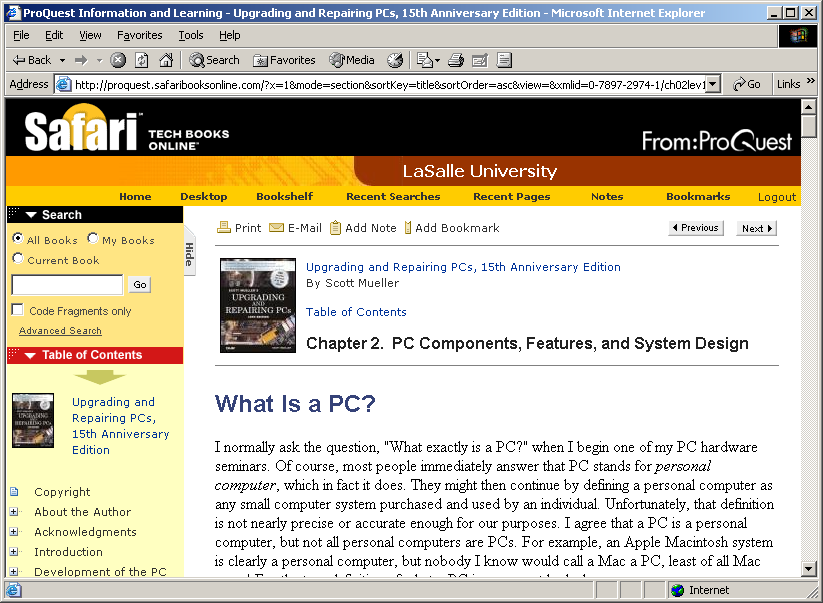 ProQuest Information and Learning - Upgrading and Repairing PCs, 15th Anniversary Edition - Microsoft Internet Explorer
File Edit View Favorites Tools Help
Back Search Favorites Media
Address http://proquest.safaribooksonline.com/?x=1&mode=section&sortKey=title&sortOrder=asc&view=&xmlid=0-7897-2974-1/ch02lev1 Go Links »
Safari TECH BOOKS ONLINE
From:ProQuest
LaSalle University
Home Desktop Bookshelf Recent Searches Recent Pages Notes Bookmarks Logout
Search
All Books My Books
Current Book
Go
Code Fragments only
Advanced Search
Hide
Table of Contents
Upgrading and
Repairing PCs,
15th Anniversary
Edition
Copyright
About the Author
Acknowledgments
Introduction
Development of the PC
Print E-Mail Add Note Add Bookmark Previous Next
UPGRADING
AND
REPAIRING PCs
Upgrading and Repairing PCs, 15th Anniversary Edition
By Scott Mueller
Table of Contents
Chapter 2. PC Components, Features, and System Design
What Is a PC?
I normally ask the question, "What exactly is a PC?" when I begin one of my PC hardware
seminars. Of course, most people immediately answer that PC stands for personal
computer, which in fact it does. They might then continue by defining a personal computer as
any small computer system purchased and used by an individual. Unfortunately, that definition
is not nearly precise or accurate enough for our purposes. I agree that a PC is a personal
computer, but not all personal computers are PCs. For example, an Apple Macintosh system
is clearly a personal computer, but nobody I know would call a Mac a PC, least of all Mac
Internet